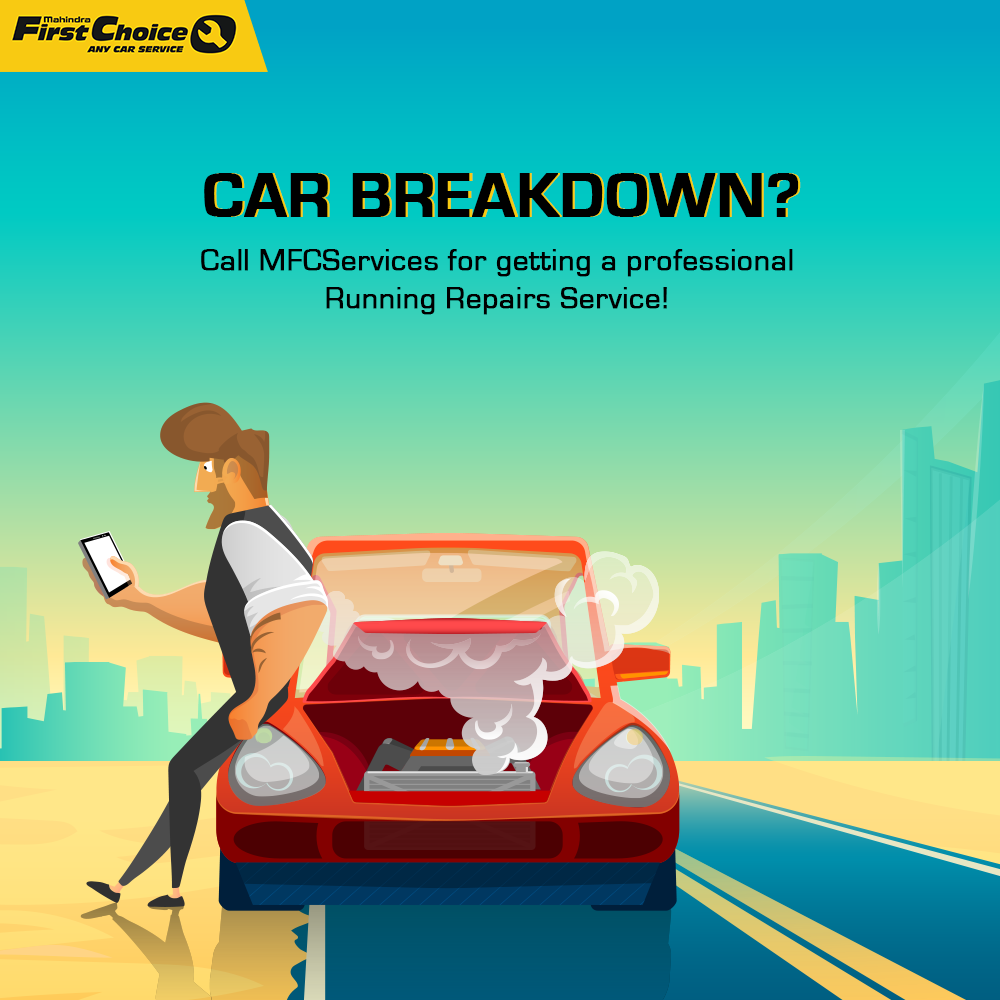 Mahindra
First Choice
ANY CAR SERVICE
CAR BREAKDOWN?
Call MFCServices for getting a professional
Running Repairs Service!